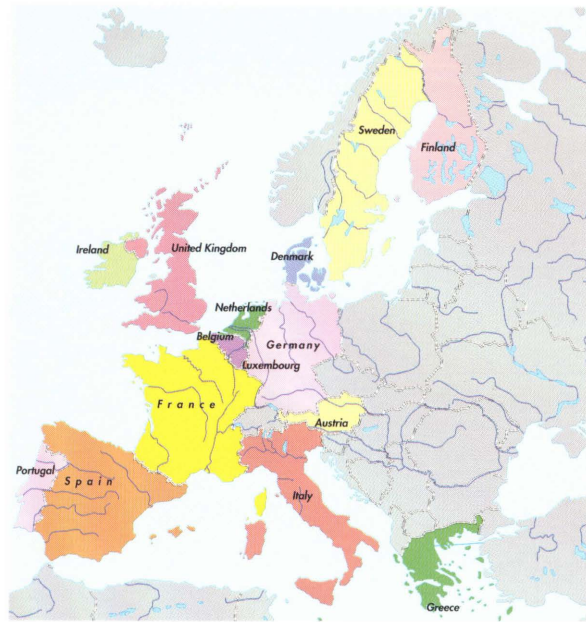 Sweden
Finland
Ireland
United Kingdom
Denmark
Netherlands
Belgium
Germany
Luxembourg
France
Austria
Portugal
Spain
Italy
Greece